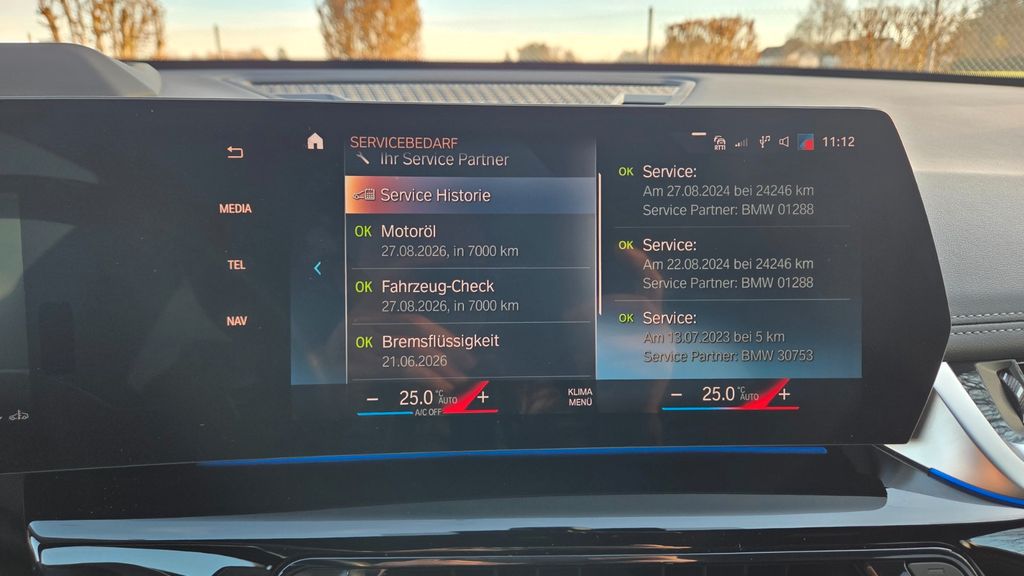 MEDIA
TEL
NAV
SERVICEBEDARF
Ihr Service Partner
Service Historie
OK Motoröl
27.08.2026, in 7000 km
OK Fahrzeug-Check
27.08.2026, in 7000 km
OK Bremsflüssigkeit
21.06.2026
RTTI
11:12
OK Service:
Am 27.08.2024 bei 24246 km
Service Partner: BMW 01288
OK Service:
Am 22.08.2024 bei 24246 km
Service Partner: BMW 01288
OK Service:
Am 13.07.2023 bei 5 km
Service Partner: BMW 30753
− 25.0 °C AUTO +
A/C OFF
KLIMA
MENÜ
− 25.0 °C AUTO +